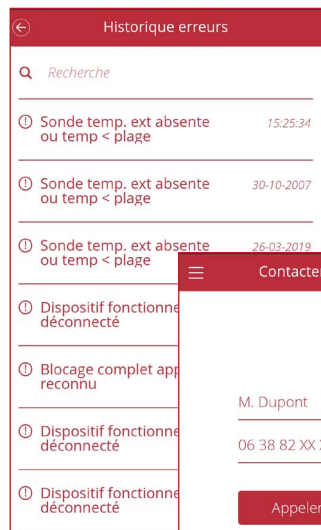 Historique erreurs
Recherche
Sonde temp. ext absente
ou temp < plage
15:25:34
Sonde temp. ext absente
ou temp < plage
30-10-2007
Sonde temp. ext absente
ou temp < plage
26-03-2019
Dispositif fonctionne
déconnecté
Blocage complet app
reconnu
Dispositif fonctionne
déconnecté
Dispositif fonctionne
déconnecté
Contacter
M. Dupont
06 38 82 XX
Appeler